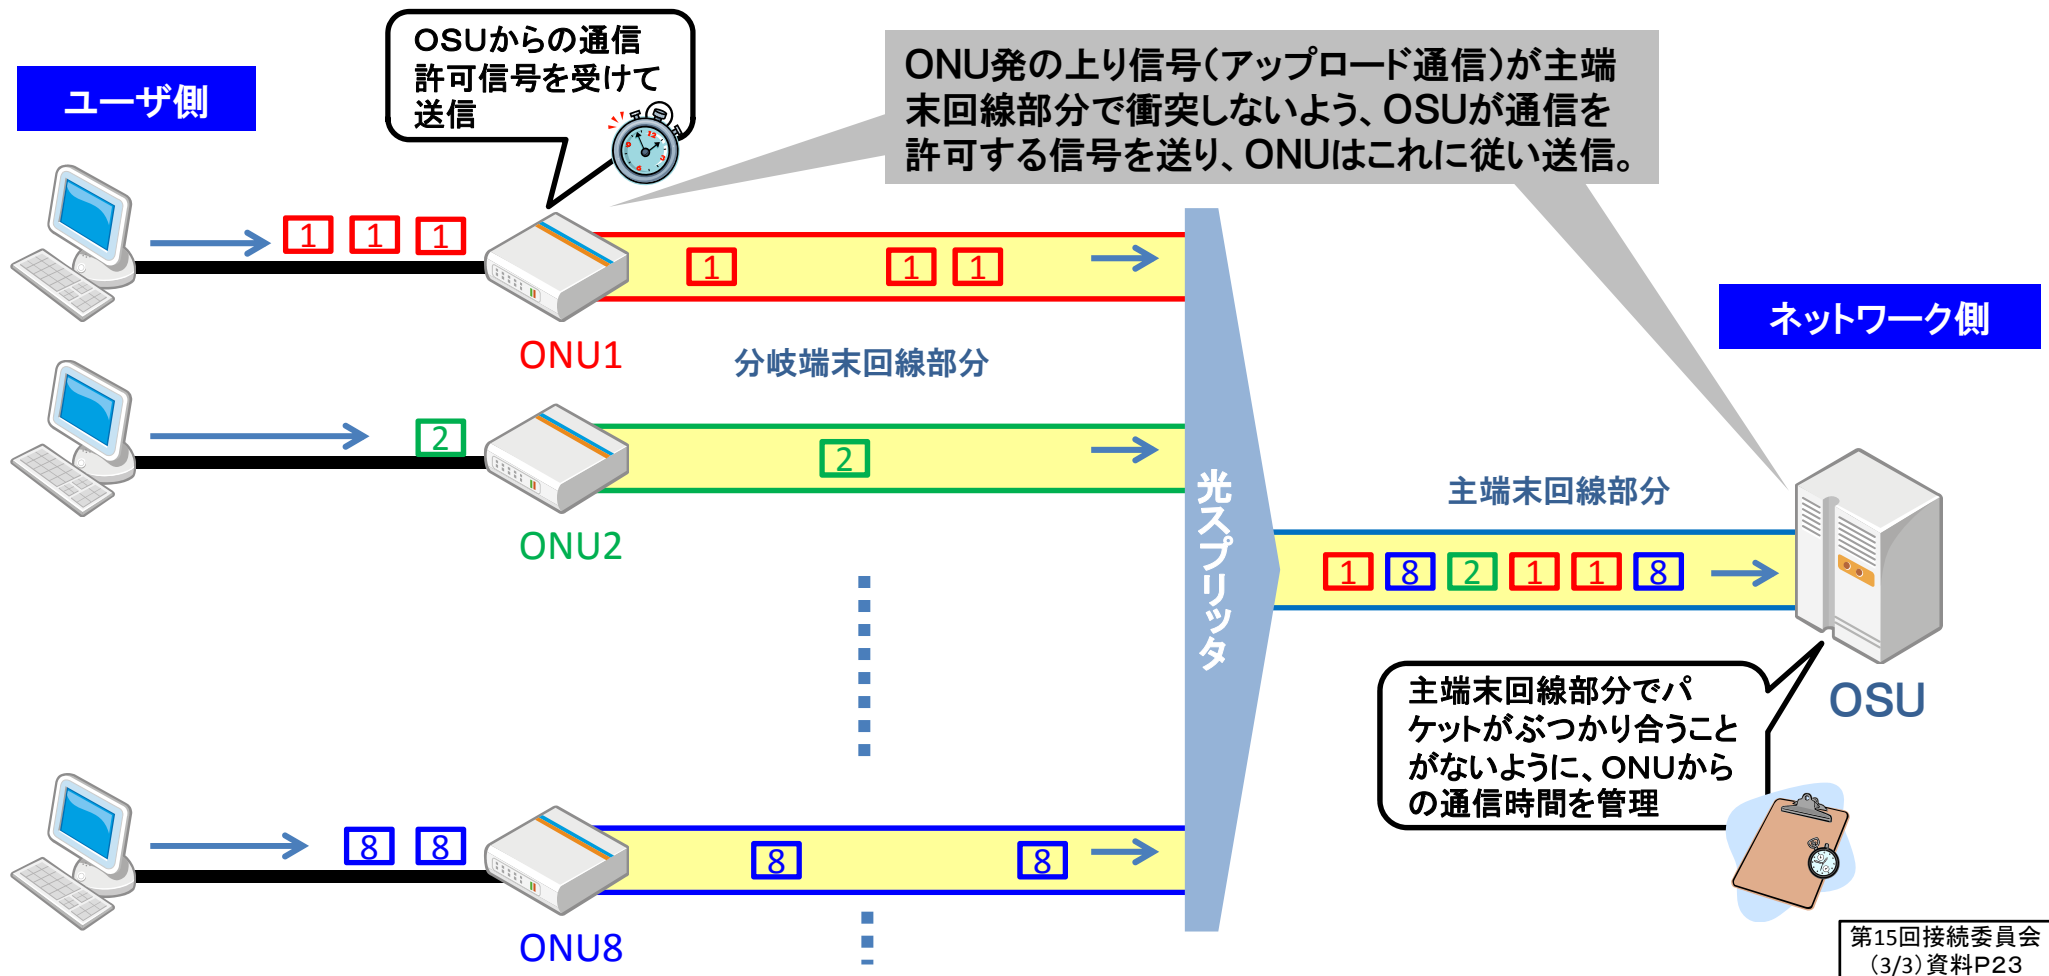 OSUからの通信
許可信号を受けて
送信
ONU発の上り信号(アップロード通信)が主端
末回線部分で衝突しないよう、OSUが通信を
許可する信号を送り、ONUはこれに従い送信。
ユーザ側
ネットワーク側
1 1 1
1 1 1
ONU1
分岐端末回線部分
2
2
ONU2
光スプリッタ
主端末回線部分
1 8 2 1 1 8
OSU
主端末回線部分でパ
ケットがぶつかり合うこと
がないように、ONUから
の通信時間を管理
8 8
8 8
ONU8
第15回接続委員会
(3/3)資料P23